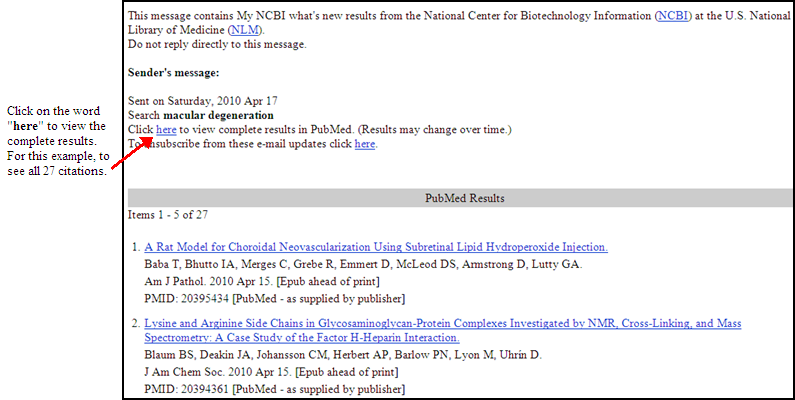 This message contains My NCBI what's new results from the National Center for Biotechnology Information (NCBI) at the U.S. National
Library of Medicine (NLM).
Do not reply directly to this message.
Sender's message:
Sent on Saturday, 2010 Apr 17
Search macular degeneration
Click here to view complete results in PubMed. (Results may change over time.)
To unsubscribe from these e-mail updates click here.
Click on the word
"here" to view the
complete results.
For this example, to
see all 27 citations.
PubMed Results
Items 1 - 5 of 27
1. A Rat Model for Choroidal Neovascularization Using Subretinal Lipid Hydroperoxide Injection.
Baba T, Bhutto IA, Merges C, Grebe R, Emmert D, McLeod DS, Armstrong D, Lutty GA.
Am J Pathol. 2010 Apr 15. [Epub ahead of print]
PMID: 20395434 [PubMed - as supplied by publisher]
2. Lysine and Arginine Side Chains in Glycosaminoglycan-Protein Complexes Investigated by NMR, Cross-Linking, and Mass
Spectrometry: A Case Study of the Factor H-Heparin Interaction.
Blaum BS, Deakin JA, Johansson CM, Herbert AP, Barlow PN, Lyon M, Uhrín D.
J Am Chem Soc. 2010 Apr 15. [Epub ahead of print]
PMID: 20394361 [PubMed - as supplied by publisher]